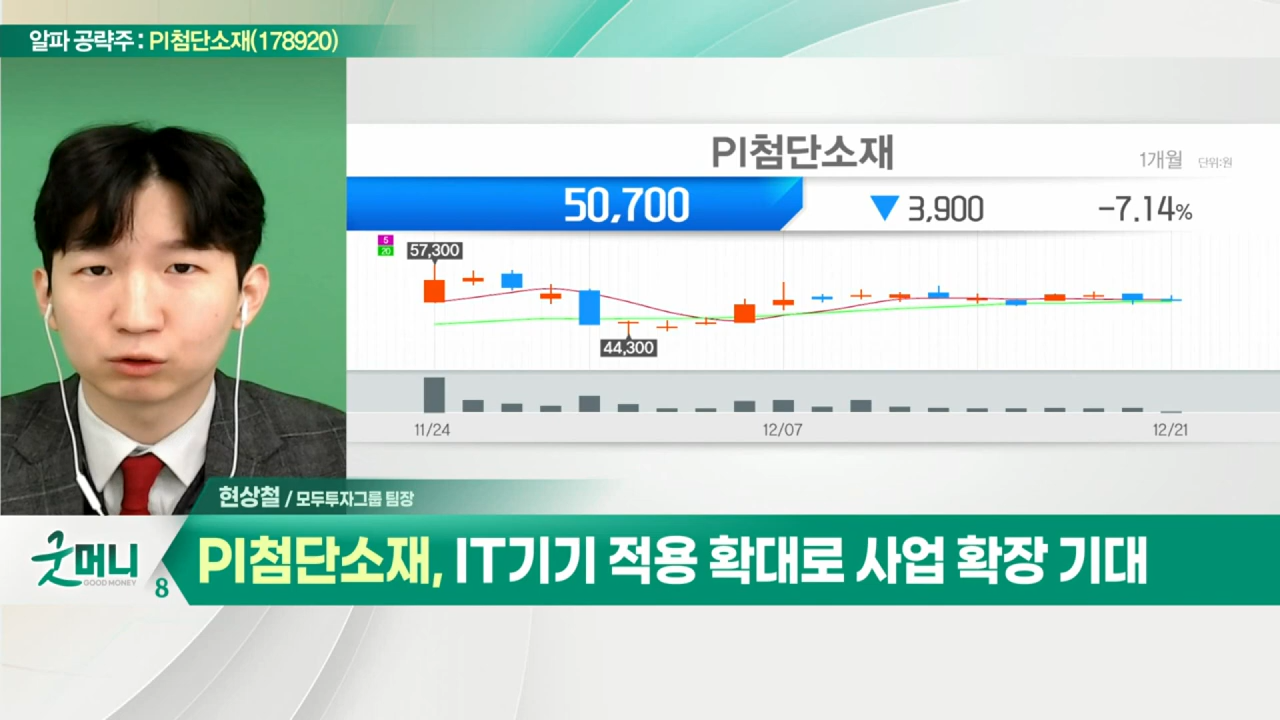 알파 공략주 : PI첨단소재(178920)
PI첨단소재
1개월 단위:원
50,700 ▼ 3,900 -7.14%
5
20
57,300
44,300
11/24 12/07 12/21
현상철 / 모두투자그룹 팀장
굿머니
GOOD MONEY
8
PI첨단소재, IT기기 적용 확대로 사업 확장 기대